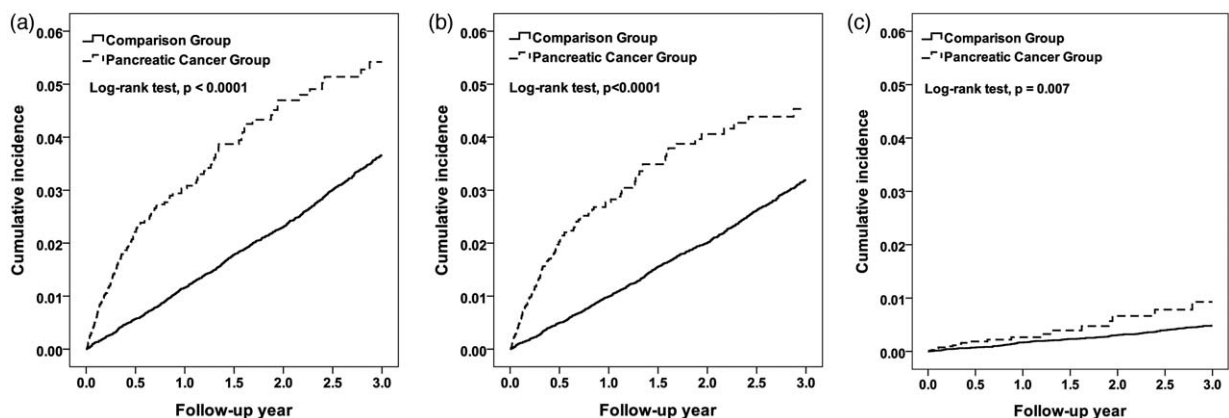 (a)
Comparison Group
Pancreatic Cancer Group
Log-rank test, p < 0.0001
Cumulative incidence
0.06
0.05
0.04
0.03
0.02
0.01
0.00
0.0 0.5 1.0 1.5 2.0 2.5 3.0
Follow-up year
(b)
Comparison Group
Pancreatic Cancer Group
Log-rank test, p<0.0001
Cumulative incidence
0.06
0.05
0.04
0.03
0.02
0.01
0.00
0.0 0.5 1.0 1.5 2.0 2.5 3.0
Follow-up year
(c)
Comparison Group
Pancreatic Cancer Group
Log-rank test, p = 0.007
Cumulative incidence
0.06
0.05
0.04
0.03
0.02
0.01
0.00
0.0 0.5 1.0 1.5 2.0 2.5 3.0
Follow-up year